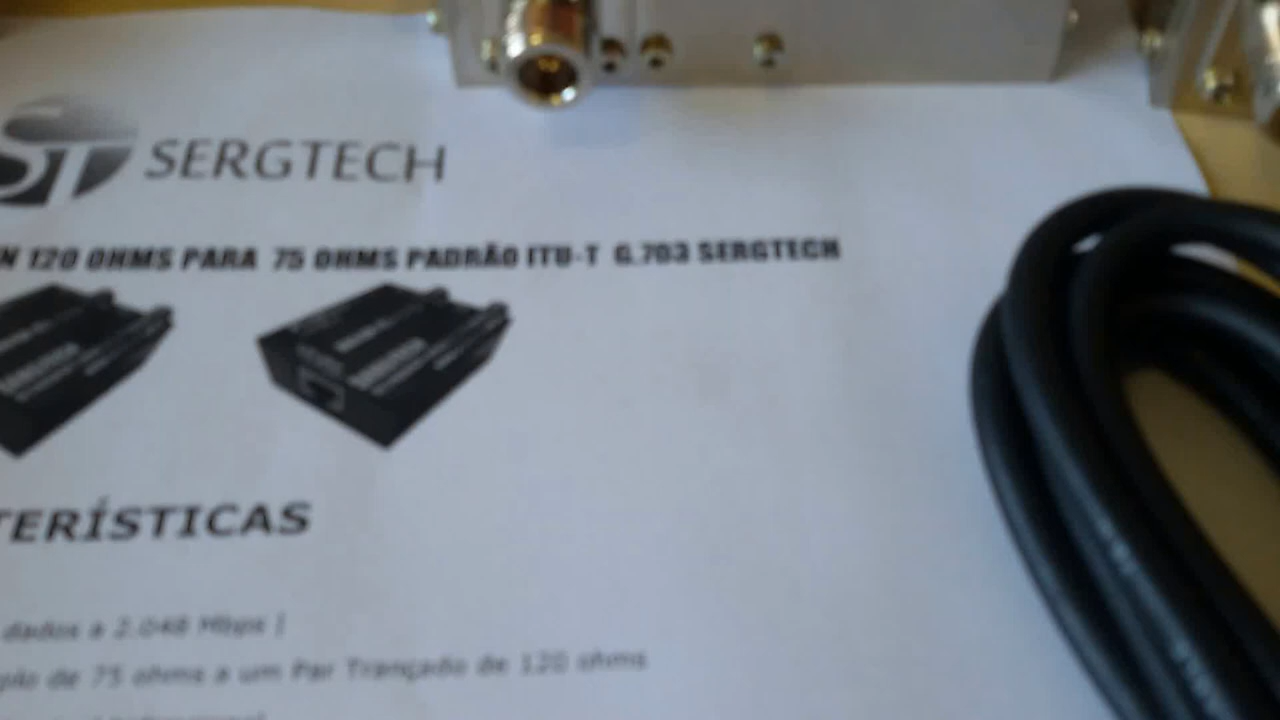 ST SERGTECH
N 120 OHMS PARA 75 OHMS PADRÃO ITU-T G.703 SERGTECH
TERÍSTICAS
dados a 2.048 Mbps |
de 75 ohms a um Par Trançado de 120 ohms